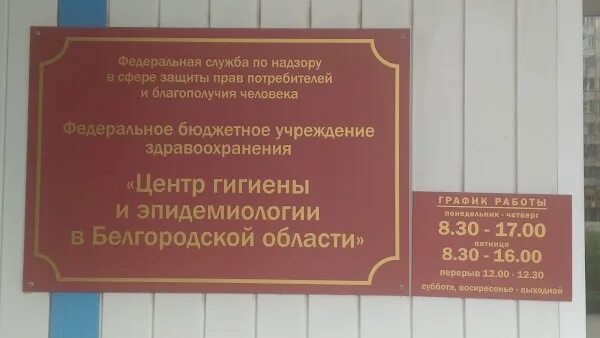 Федеральная служба по надзору
в сфере защиты прав потребителей
и благополучия человека
Федеральное бюджетное учреждение
здравоохранения
«Центр гигиены
и эпидемиологии
в Белгородской области»
ГРАФИК РАБОТЫ
понедельник - четверг
8.30 - 17.00
пятница
8.30 - 16.00
перерыв 12.00 - 12.30
суббота, воскресенье - выходной